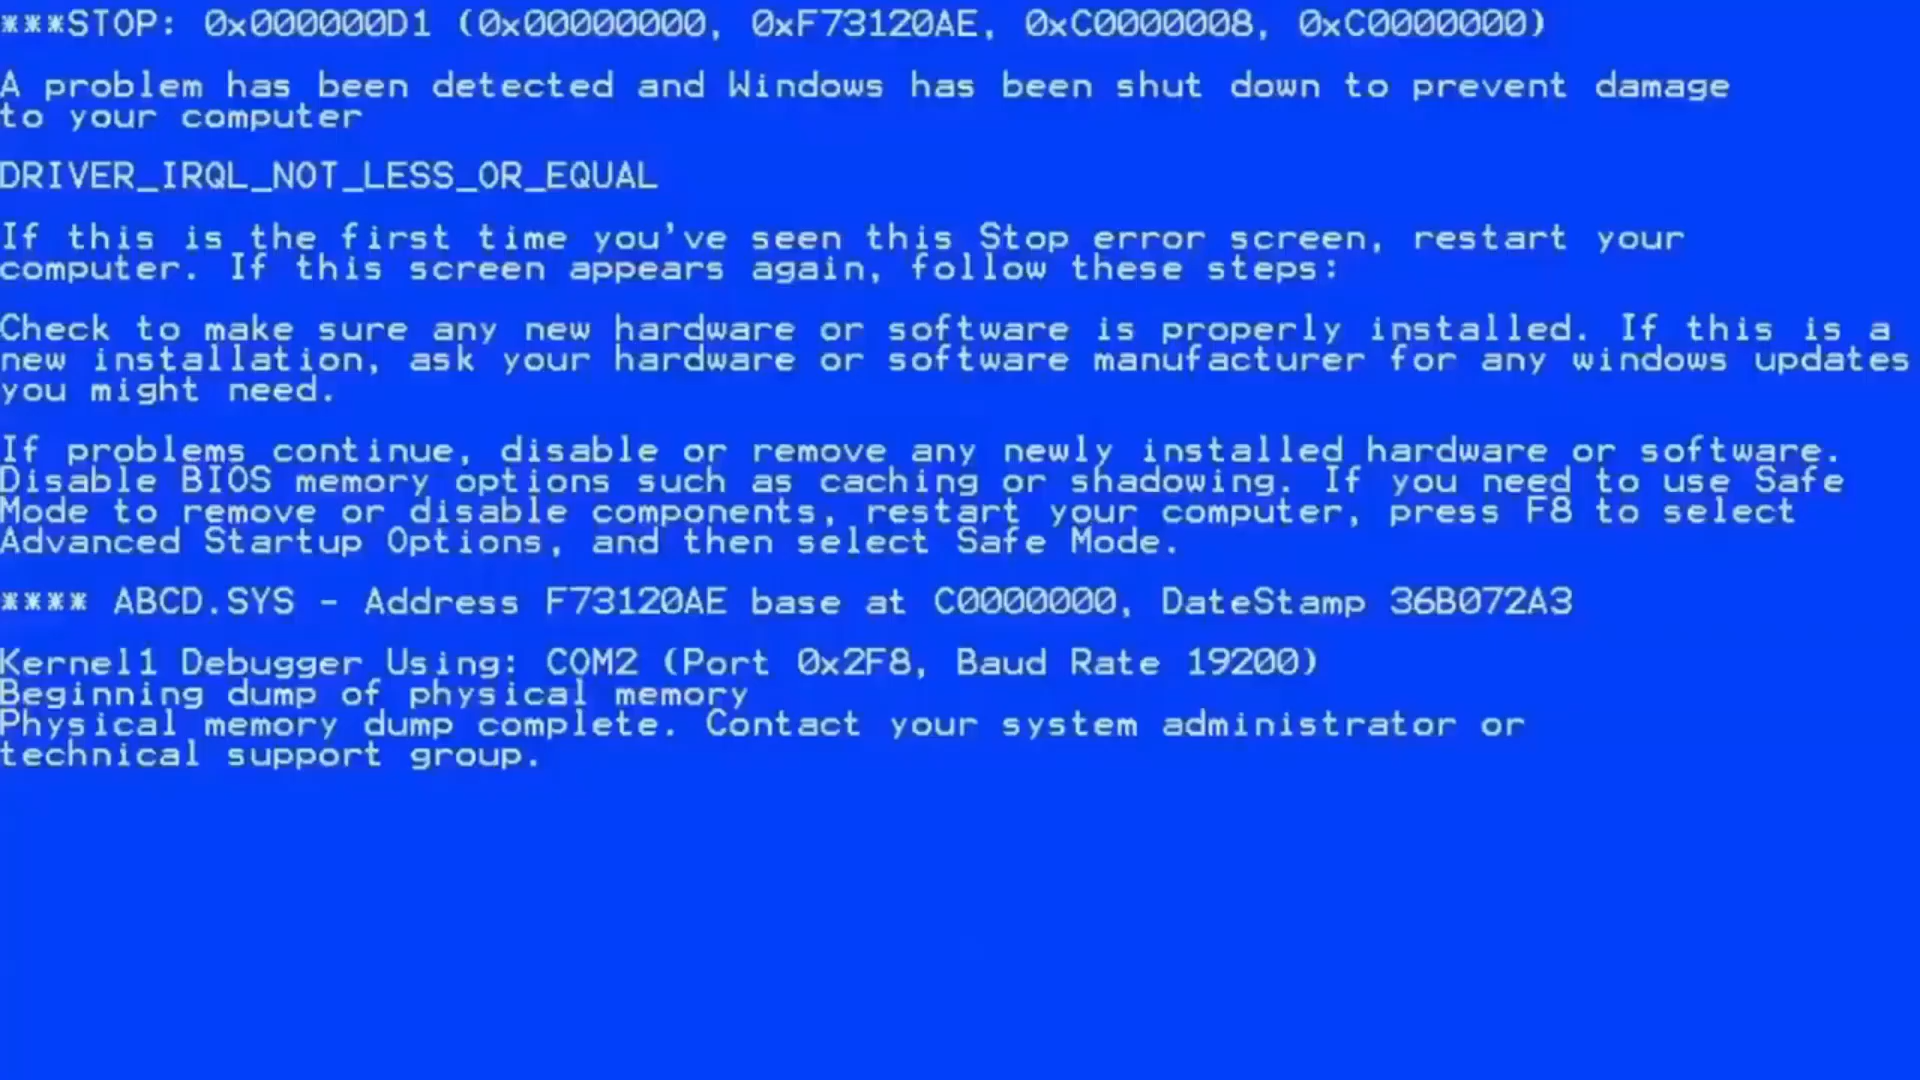 ***STOP: 0x000000D1 (0x00000000, 0xF73120AE, 0xC0000008, 0xC0000000)
A problem has been detected and Windows has been shut down to prevent damage
to your computer
DRIVER_IRQL_NOT_LESS_OR_EQUAL
If this is the first time you've seen this Stop error screen, restart your
computer. If this screen appears again, follow these steps:
Check to make sure any new hardware or software is properly installed. If this is a
new installation, ask your hardware or software manufacturer for any windows updates
you might need.
If problems continue, disable or remove any newly installed hardware or software.
Disable BIOS memory options such as caching or shadowing. If you need to use Safe
Mode to remove or disable components, restart your computer, press F8 to select
Advanced Startup Options, and then select Safe Mode.
**** ABCD.SYS - Address F73120AE base at C0000000, DateStamp 36B072A3
Kernel1 Debugger Using: COM2 (Port 0x2F8, Baud Rate 19200)
Beginning dump of physical memory
Physical memory dump complete. Contact your system administrator or
technical support group.